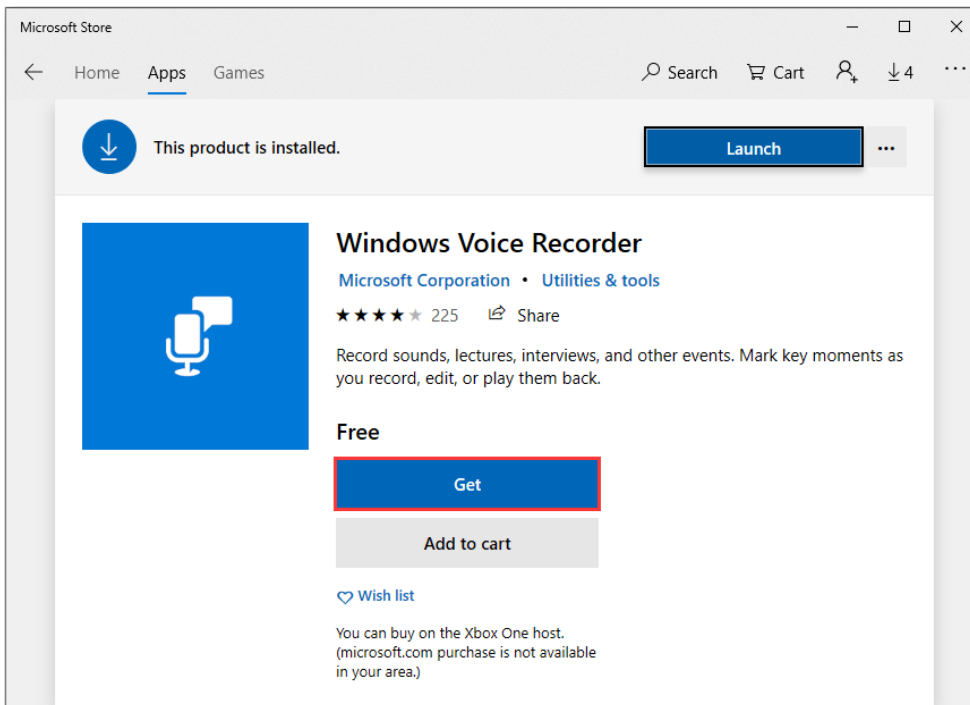 Microsoft Store
Home Apps Games Search Cart 4
This product is installed. Launch
Windows Voice Recorder
Microsoft Corporation • Utilities & tools
225 Share
Record sounds, lectures, interviews, and other events. Mark key moments as
you record, edit, or play them back.
Free
Get
Add to cart
Wish list
You can buy on the Xbox One host.
(microsoft.com purchase is not available
in your area.)